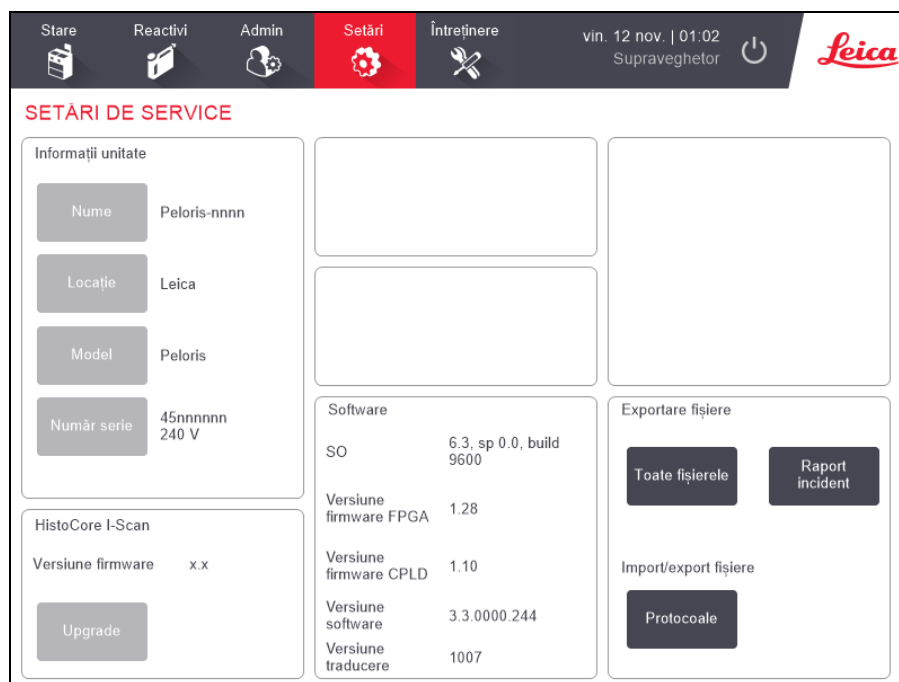 Stare
Reactivi
Admin
Setări
Întreținere
vin. 12 nov. | 01:02
Supraveghetor
Leica
SETĂRI DE SERVICE
Informații unitate
Nume
Peloris-nnnn
Locație
Leica
Model
Peloris
Număr serie
45nnnnnn
240 V
HistoCore I-Scan
Versiune firmware
x.x
Upgrade
Software
SO
6.3, sp 0.0, build
9600
Versiune
firmware FPGA
1.28
Versiune
firmware CPLD
1.10
Versiune
software
3.3.0000.244
Versiune
traducere
1007
Exportare fișiere
Toate fișierele
Raport
incident
Import/export fișiere
Protocoale